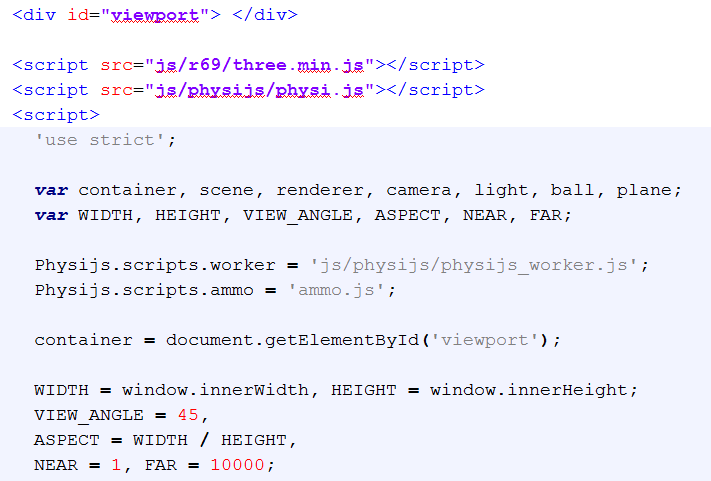 <div id="viewport"> </div>
<script src="js/r69/three.min.js"></script>
<script src="js/physijs/physi.js"></script>
<script>
'use strict';
var container, scene, renderer, camera, light, ball, plane;
var WIDTH, HEIGHT, VIEW_ANGLE, ASPECT, NEAR, FAR;
Physijs.scripts.worker = 'js/physijs/physijs_worker.js';
Physijs.scripts.ammo = 'ammo.js';
container = document.getElementById('viewport');
WIDTH = window.innerWidth, HEIGHT = window.innerHeight;
VIEW_ANGLE = 45,
ASPECT = WIDTH / HEIGHT,
NEAR = 1, FAR = 10000;